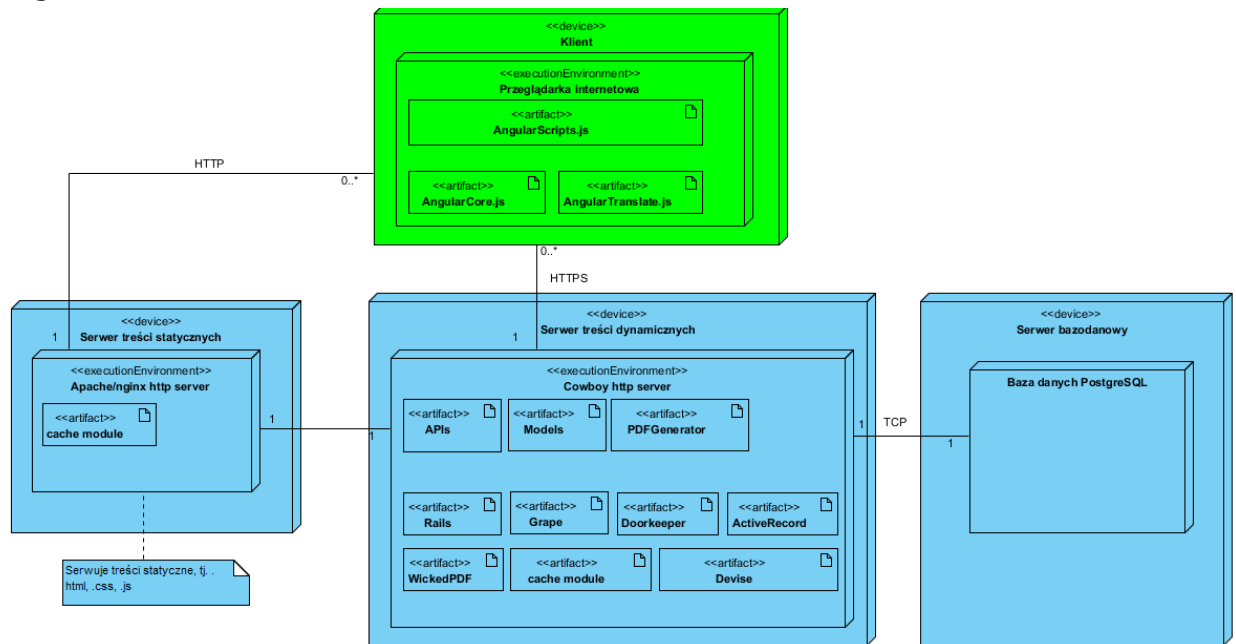 <<device>>
Klient
<<executionEnvironment>>
Przeglądarka internetowa
<<artifact>>
AngularScripts.js
<<artifact>>
AngularCore.js
<<artifact>>
AngularTranslate.js
HTTP
0..*
0..*
HTTPS
1
1
<<device>>
Serwer treści statycznych
<<executionEnvironment>>
Apache/nginx http server
<<artifact>>
cache module
1
1
Serwuje treści statyczne, tj. .
html, .css, .js
<<device>>
Serwer treści dynamicznych
<<executionEnvironment>>
Cowboy http server
<<artifact>>
APIs
<<artifact>>
Models
<<artifact>>
PDFGenerator
<<artifact>>
Rails
<<artifact>>
Grape
<<artifact>>
Doorkeeper
<<artifact>>
ActiveRecord
<<artifact>>
WickedPDF
<<artifact>>
cache module
<<artifact>>
Devise
1
TCP
1
<<device>>
Serwer bazodanowy
Baza danych PostgreSQL